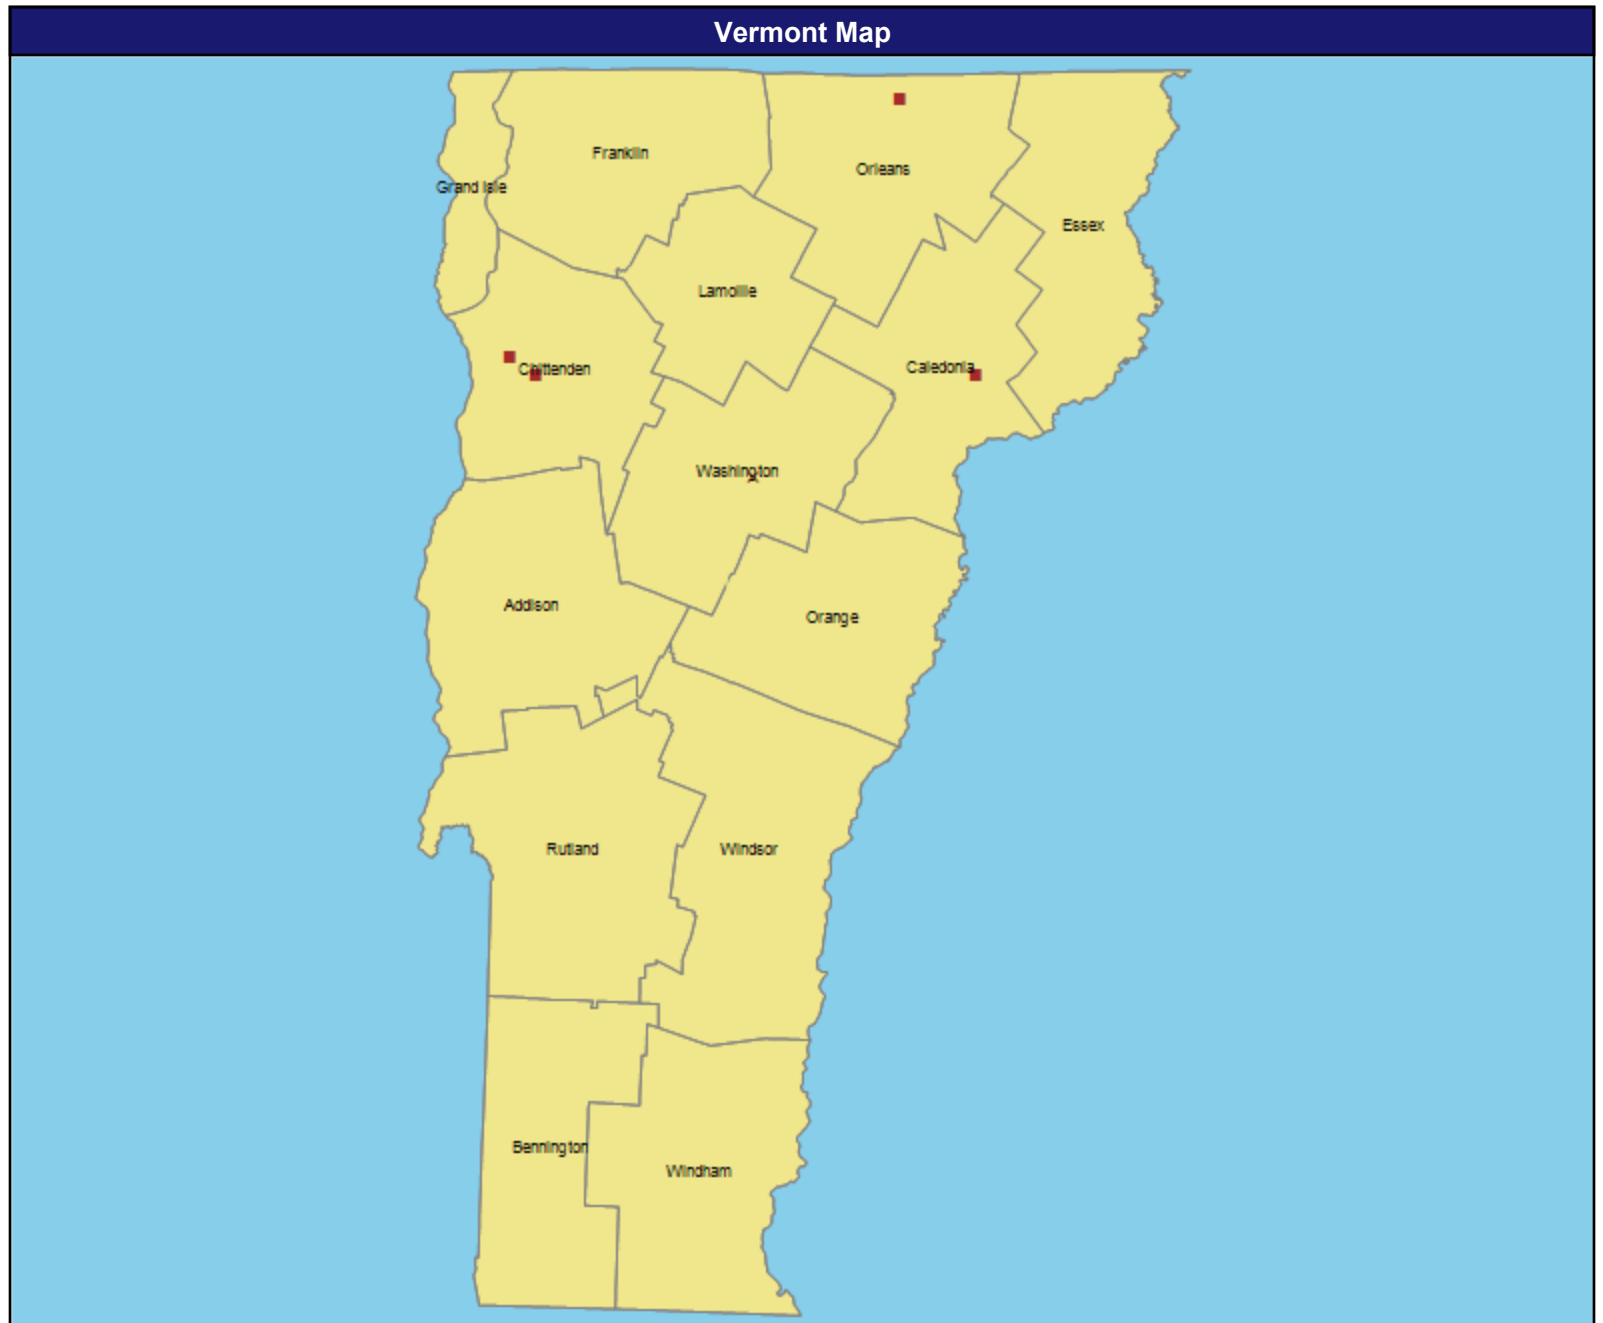 Vermont Map
Franklin
Orleans
Grand Isle
Essex
Lamoille
Caledonia
Chittenden
Washington
Addison
Orange
Rutland
Windsor
Bennington
Windham